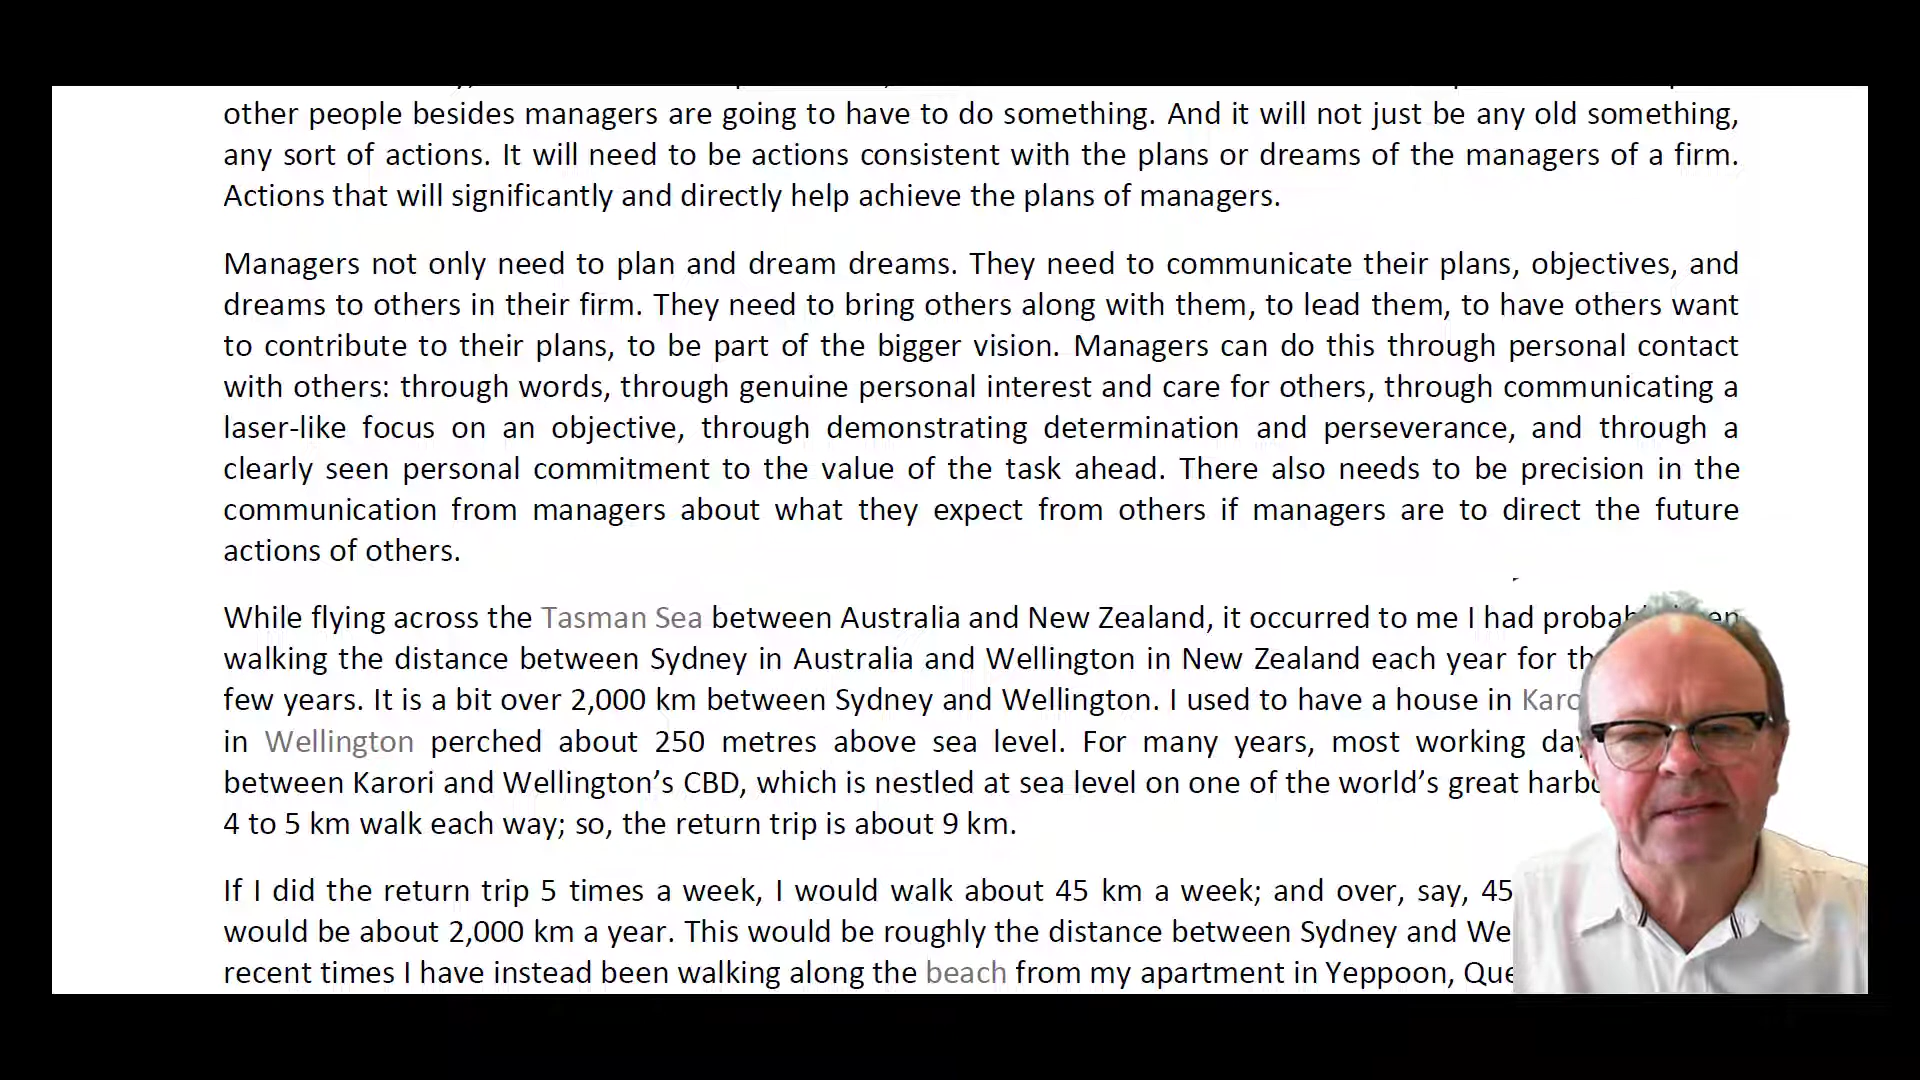 other people besides managers are going to have to do something. And it will not just be any old something,
any sort of actions. It will need to be actions consistent with the plans or dreams of the managers of a firm.
Actions that will significantly and directly help achieve the plans of managers.
Managers not only need to plan and dream dreams. They need to communicate their plans, objectives, and
dreams to others in their firm. They need to bring others along with them, to lead them, to have others want
to contribute to their plans, to be part of the bigger vision. Managers can do this through personal contact
with others: through words, through genuine personal interest and care for others, through communicating a
laser-like focus on an objective, through demonstrating determination and perseverance, and through a
clearly seen personal commitment to the value of the task ahead. There also needs to be precision in the
communication from managers about what they expect from others if managers are to direct the future
actions of others.
While flying across the Tasman Sea between Australia and New Zealand, it occurred to me I had
walking the distance between Sydney in Australia and Wellington in New Zealand each year for
few years. It is a bit over 2,000 km between Sydney and Wellington. I used to have a house in
in Wellington perched about 250 metres above sea level. For many years, most working
between Karori and Wellington’s CBD, which is nestled at sea level on one of the world’s great
4 to 5 km walk each way; so, the return trip is about 9 km.
If I did the return trip 5 times a week, I would walk about 45 km a week; and over, say, 45
would be about 2,000 km a year. This would be roughly the distance between Sydney and
recent times I have instead been walking along the beach from my apartment in Yeppoon,